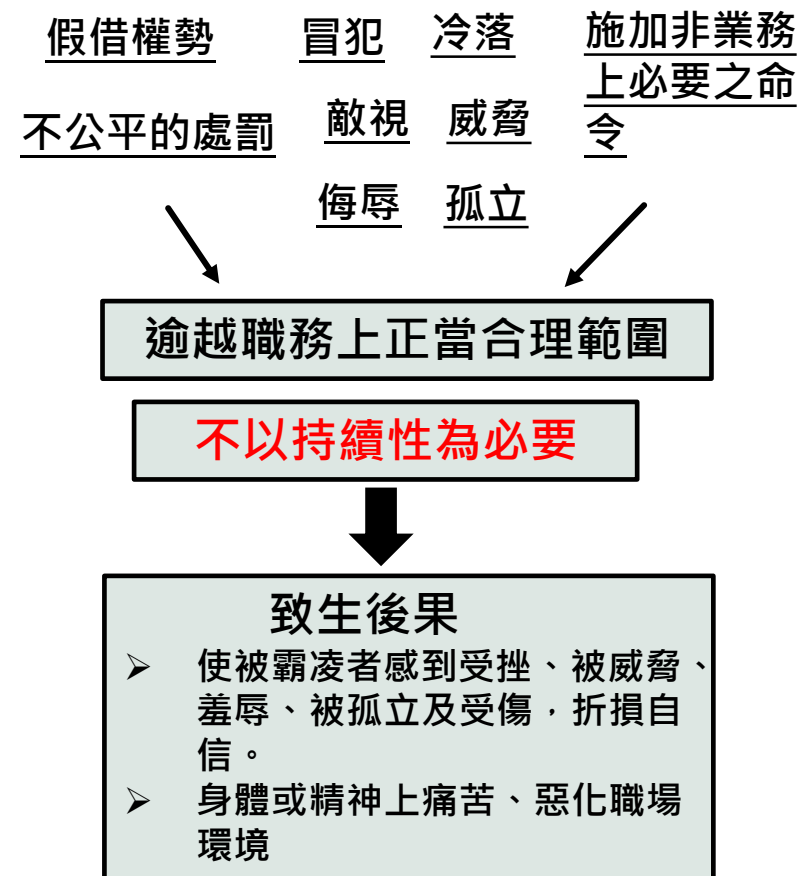 假借權勢
冒犯
冷落
施加非業務
上必要之命
令
不公平的處罰
敵視
威脅
侮辱
孤立
逾越職務上正當合理範圍
不以持續性為必要
致生後果
➢ 使被霸凌者感到受挫、被威脅、
羞辱、被孤立及受傷，折損自
信。
➢ 身體或精神上痛苦、惡化職場
環境